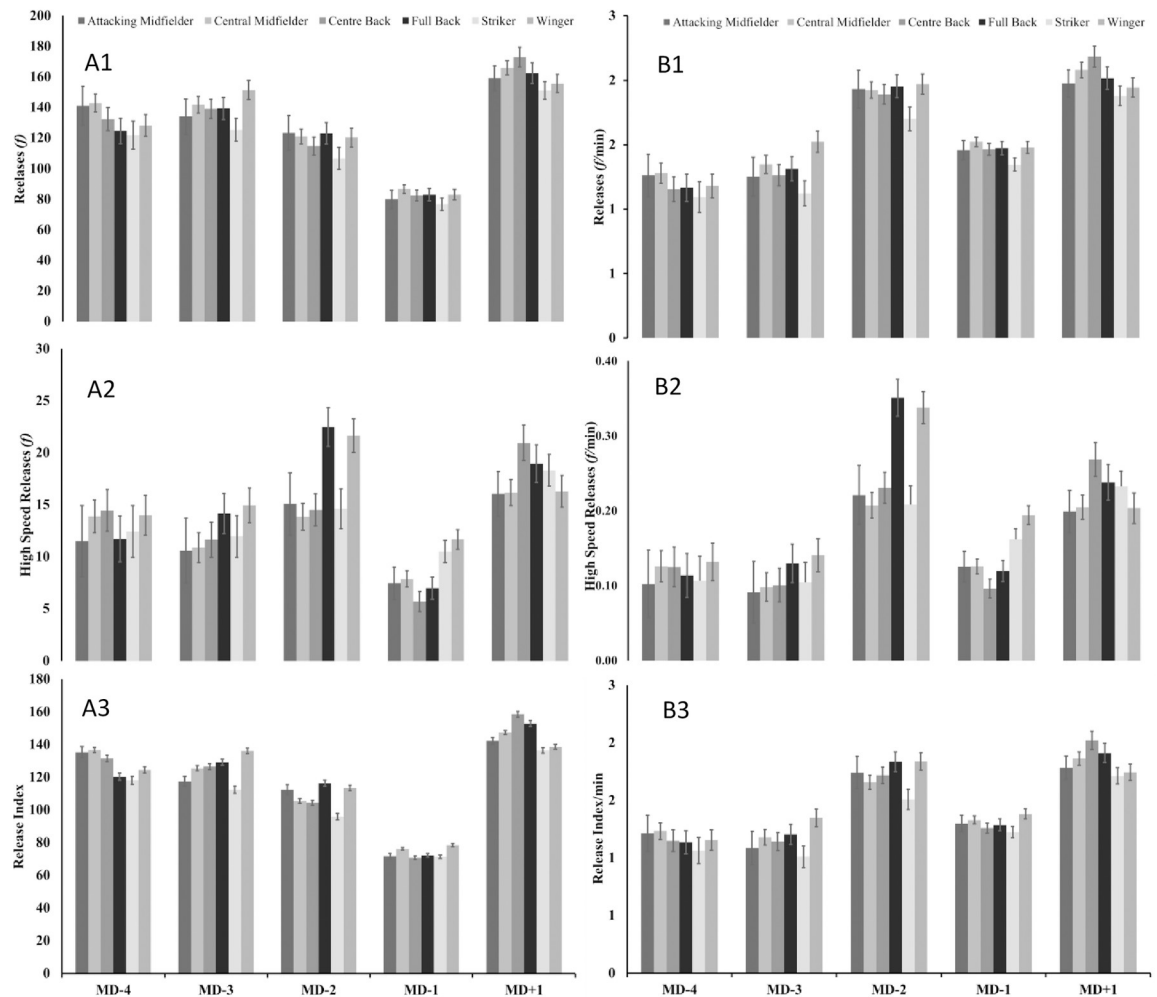 Attacking Midfielder Central Midfielder Centre Back Full Back Striker Winger
A1
Reelases (f)
200
180
160
140
120
100
80
60
40
20
0
Attacking Midfielder Central Midfielder Centre Back Full Back Striker Winger
B1
Releases (f/min)
3
2
2
1
1
0
A2
High Speed Releases (f)
30
25
20
15
10
5
0
B2
High Speed Releases (f/min)
0.40
0.30
0.20
0.10
0.00
A3
Release Index
180
160
140
120
100
80
60
40
20
0
MD-4 MD-3 MD-2 MD-1 MD+1
B3
Release Index/min
3
2
2
1
1
0
MD-4 MD-3 MD-2 MD-1 MD+1